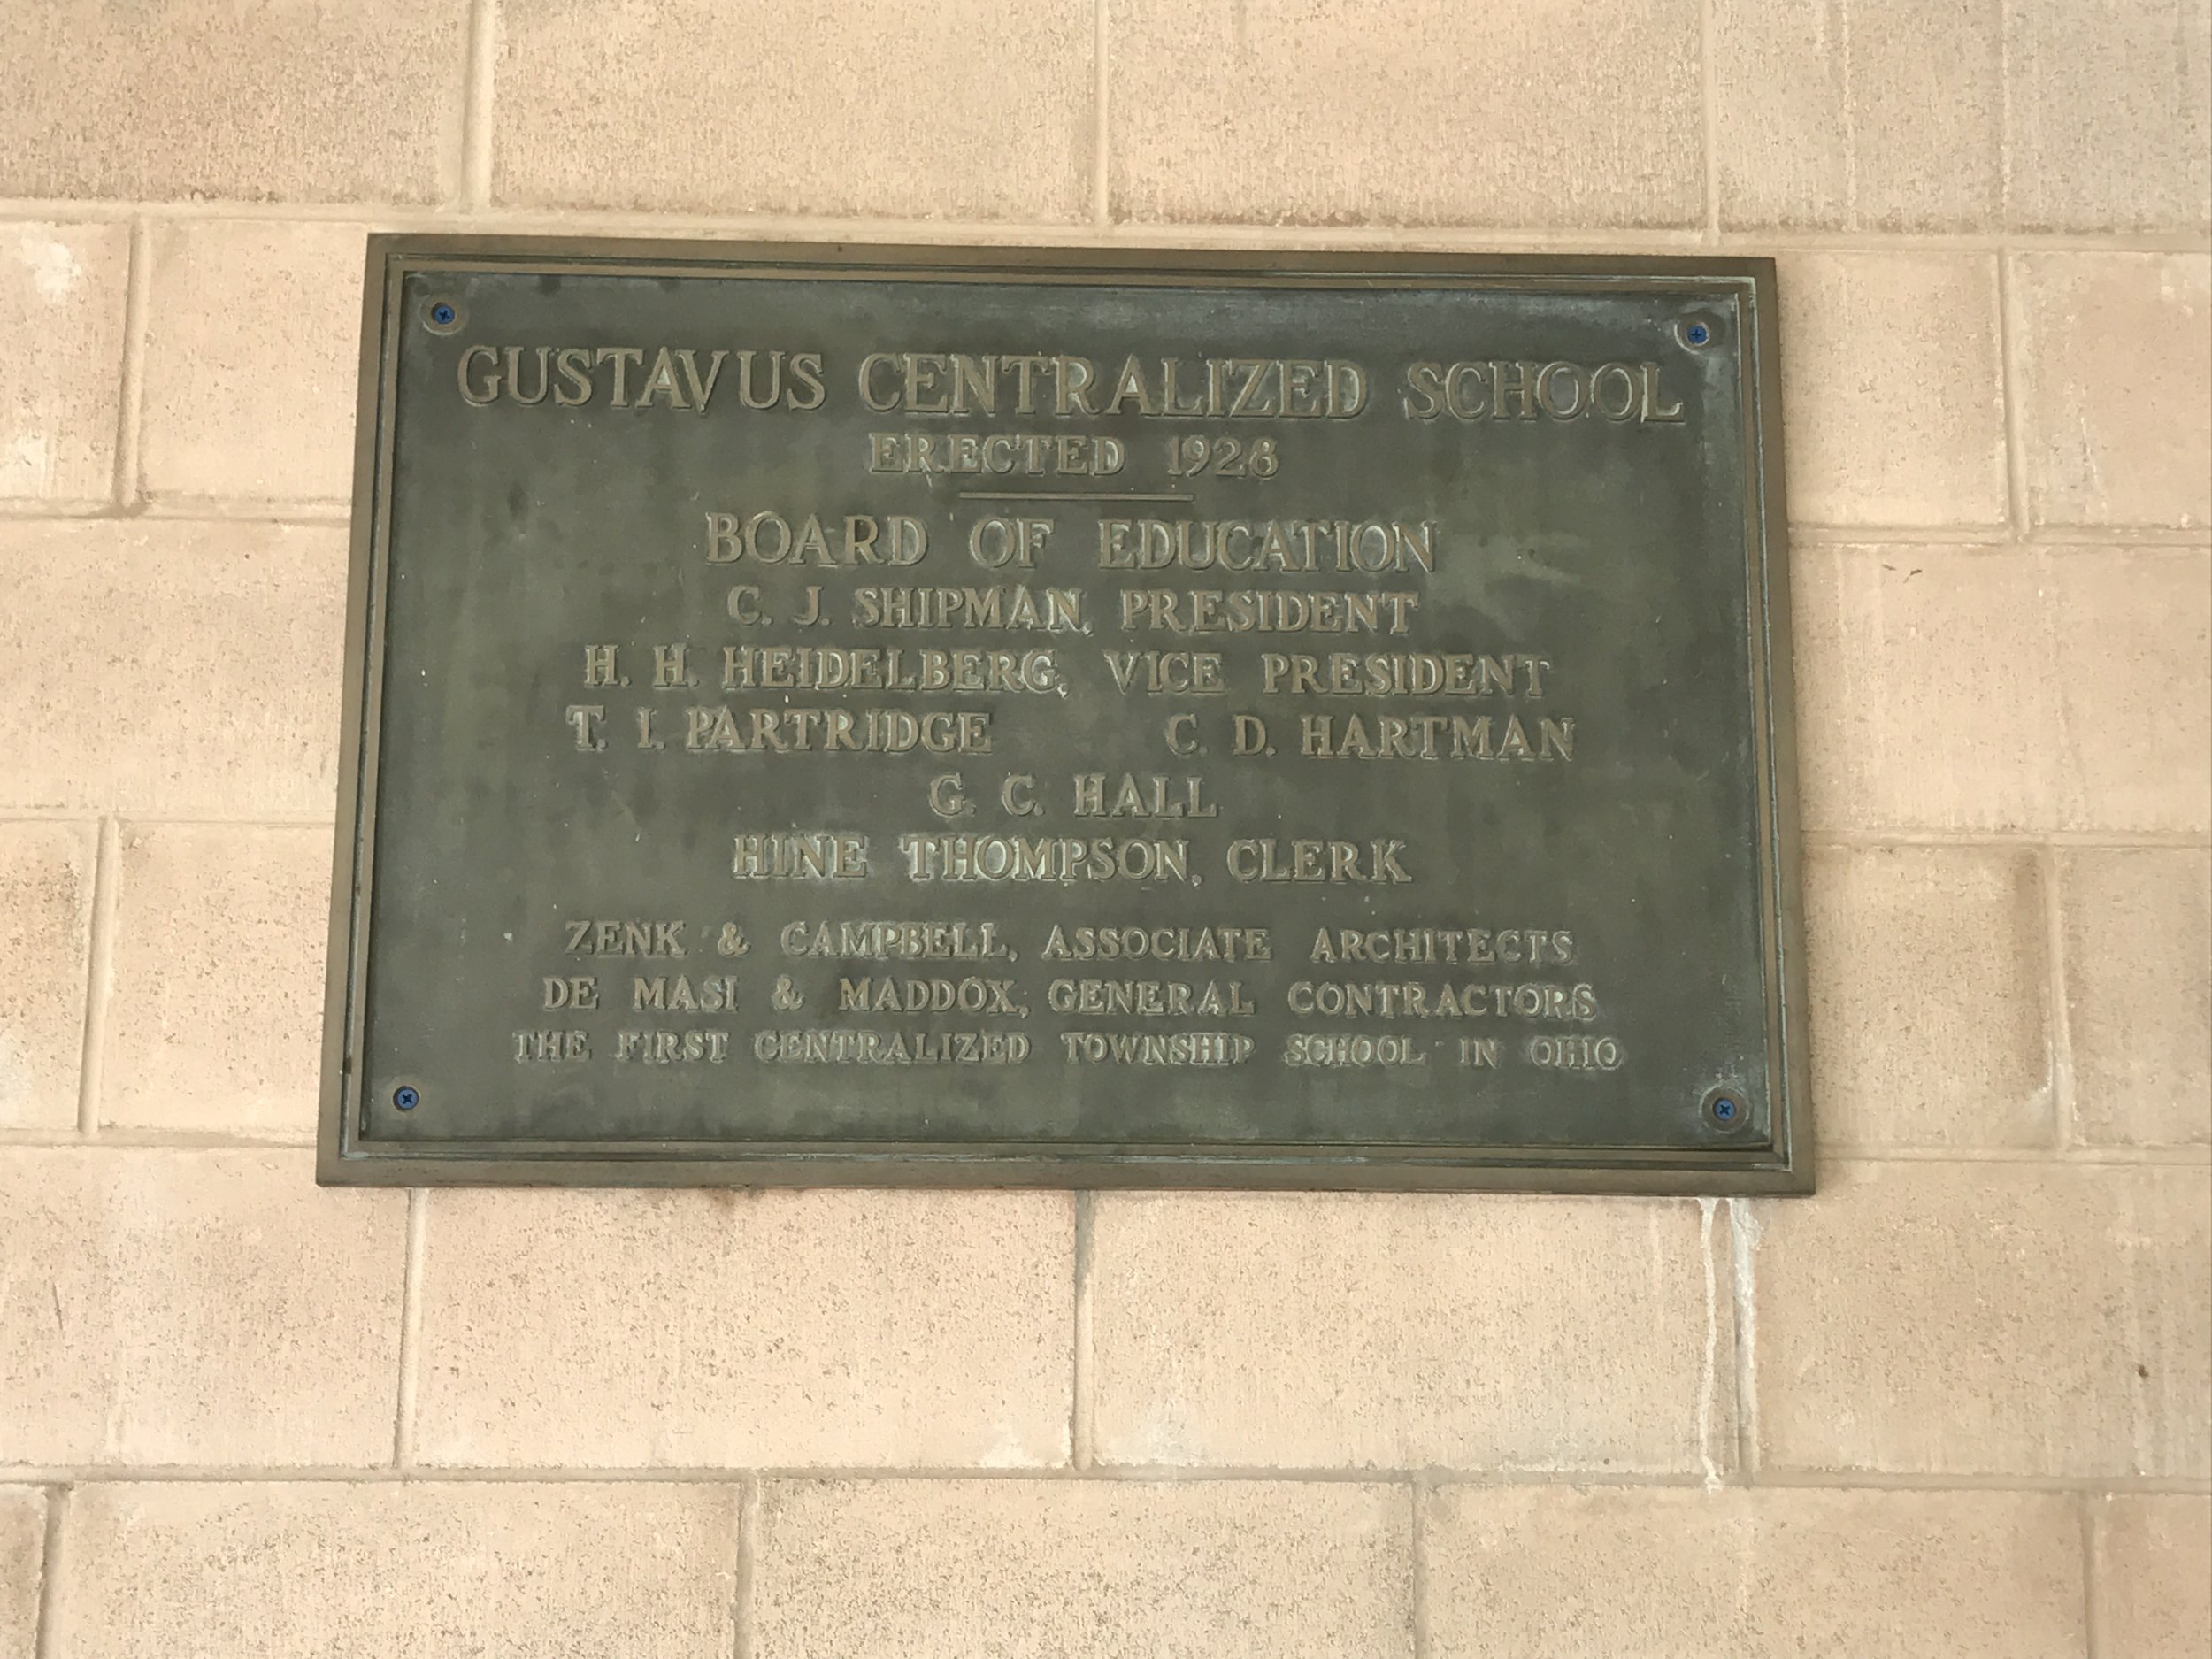 GUSTAVUS CENTRALIZED SCHOOL
ERECTED 1928
BOARD OF EDUCATION
C. J. SHIPMAN, PRESIDENT
H. H. HEIDELBERG, VICE PRESIDENT
T. I. PARTRIDGE C. D. HARTMAN
G. C. HALL
HINE THOMPSON, CLERK
ZENK & CAMPBELL, ASSOCIATE ARCHITECTS
DE MASI & MADDOX, GENERAL CONTRACTORS
THE FIRST CENTRALIZED TOWNSHIP SCHOOL IN OHIO